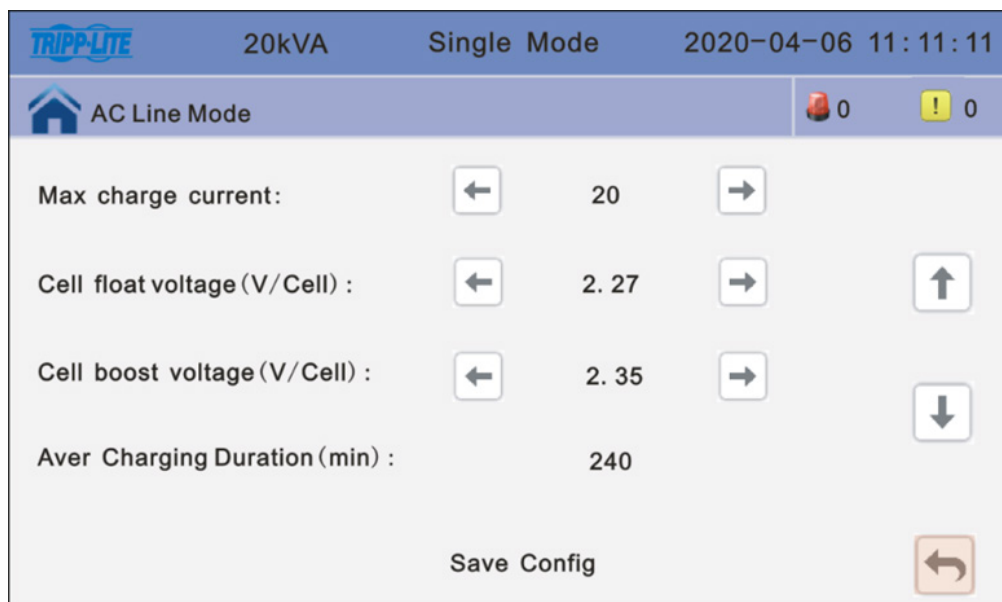 TRIPP·LITE 20kVA Single Mode 2020-04-06 11:11:11
AC Line Mode 0 ! 0
Max charge current: 20
Cell float voltage(V/Cell): 2.27
Cell boost voltage(V/Cell): 2.35
Aver Charging Duration(min): 240
Save Config